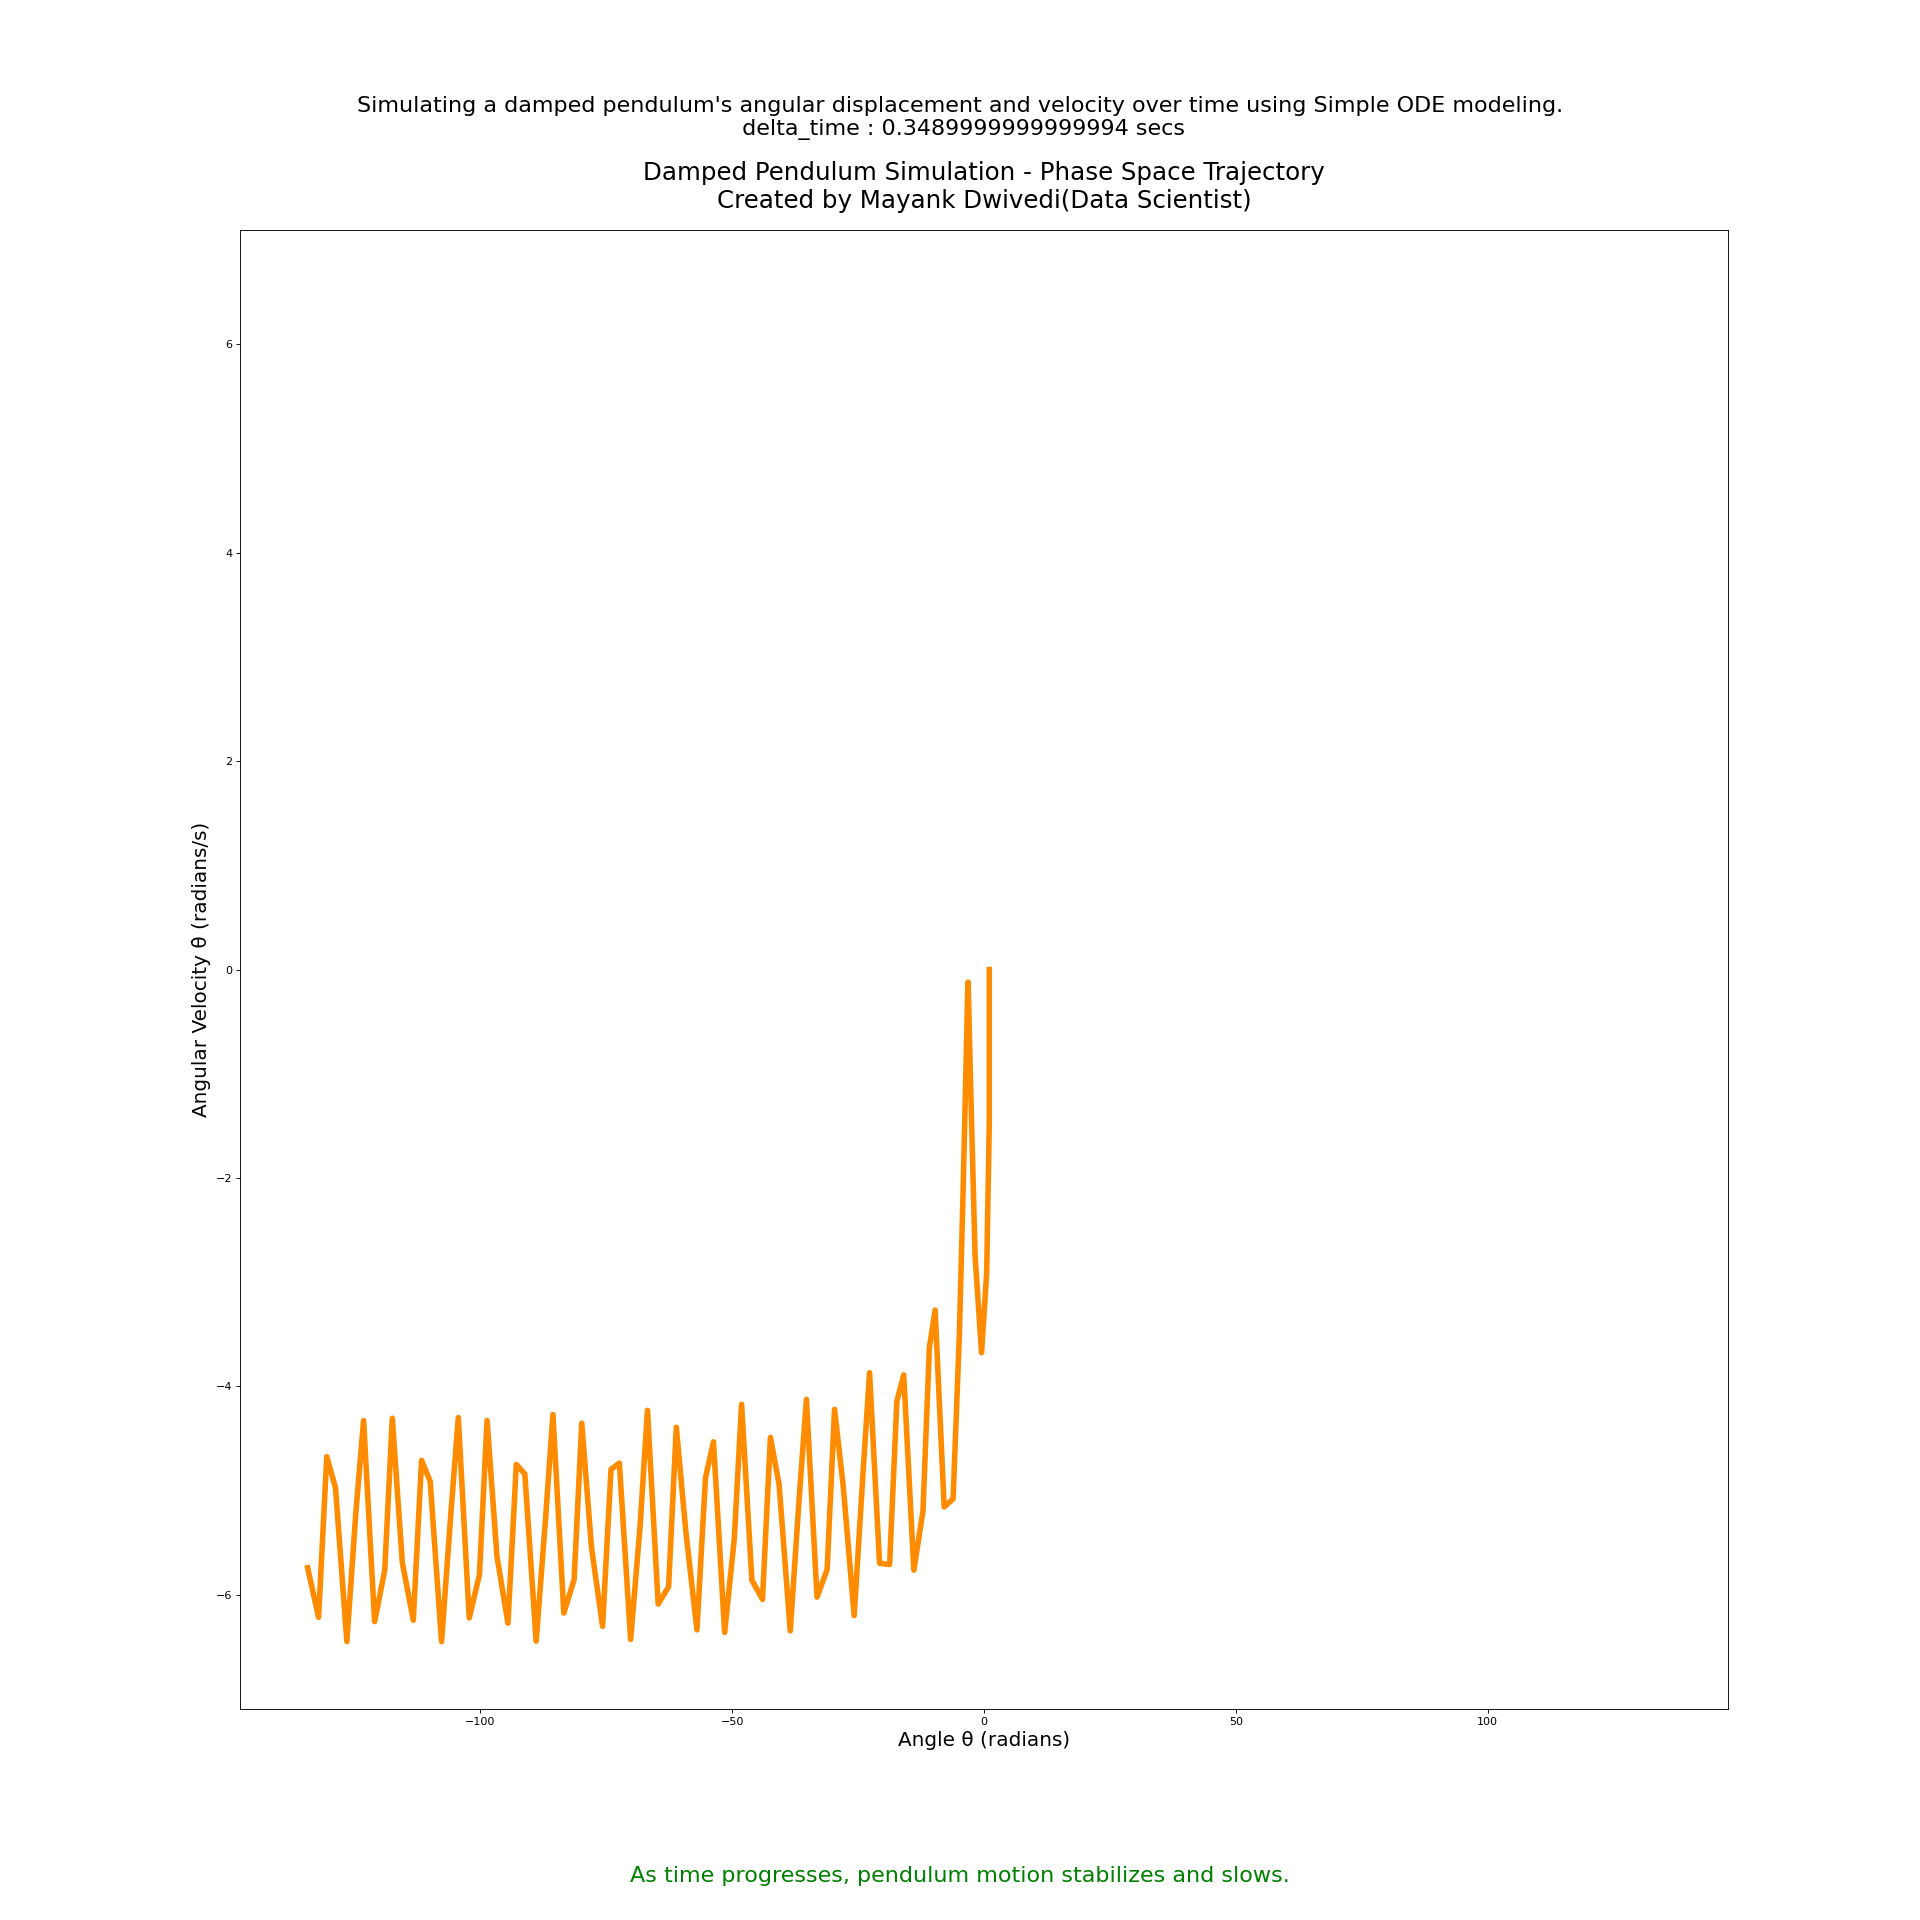 Simulating a damped pendulum's angular displacement and velocity over time using Simple ODE modeling.
delta_time : 0.3489999999999994 secs
Damped Pendulum Simulation - Phase Space Trajectory
Created by Mayank Dwivedi(Data Scientist)
Angular Velocity θ (radians/s)
6
4
2
0
−2
−4
−6
−100
−50
0
50
100
Angle θ (radians)
As time progresses, pendulum motion stabilizes and slows.